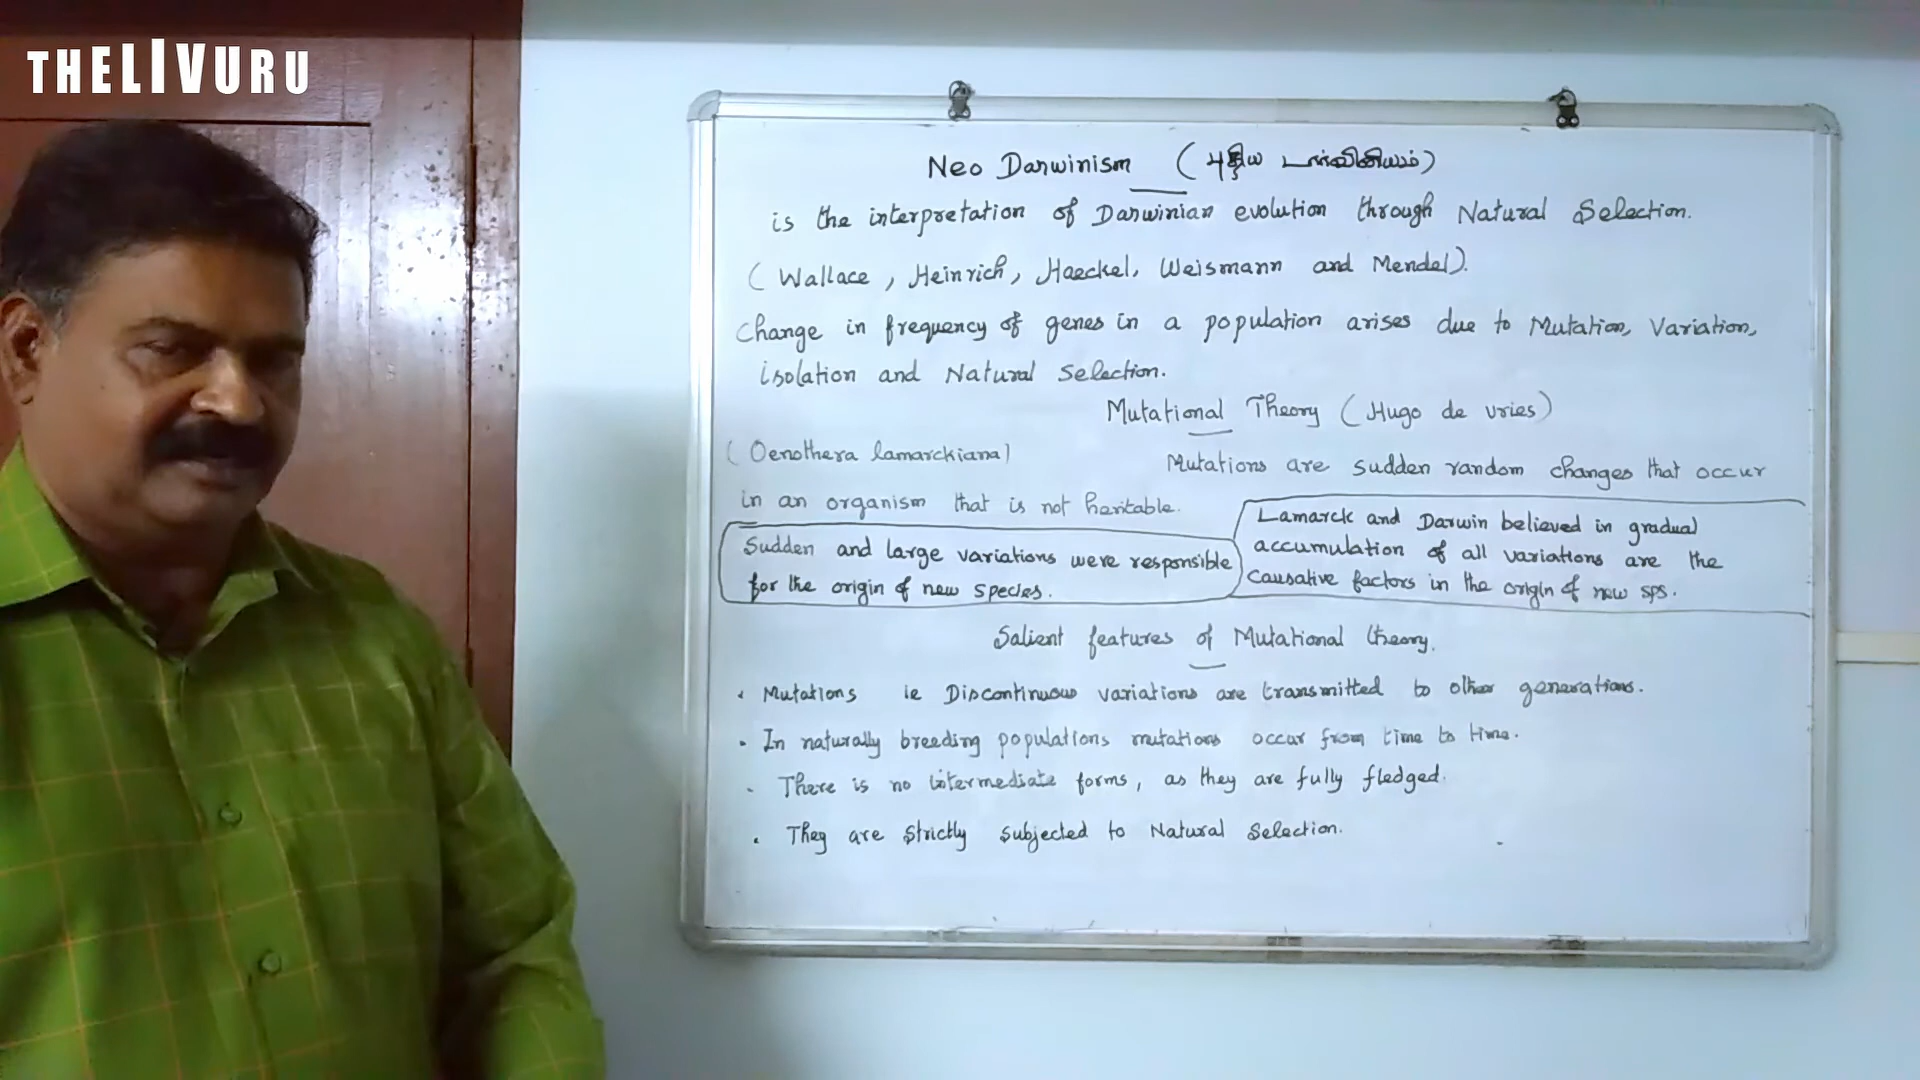 THELIVURU
Neo Darwinism (புதிய டார்வினியம்)
is the interpretation of Darwinian evolution through Natural Selection.
(Wallace, Heinrich, Haeckel, Weismann and Mendel).
Change in frequency of genes in a population arises due to Mutation, Variation,
isolation and Natural selection.
Mutational Theory (Hugo de vries)
(Oenothera lamarckiana)
Mutations are sudden random changes that occur
in an organism that is not heritable.
Sudden and large variations were responsible
for the origin of new species.
Lamarck and Darwin believed in gradual
accumulation of all variations are the
causative factors in the origin of new sps.
Salient features of Mutational theory.
• Mutations ie Discontinuous variations are transmitted to other generations.
• In naturally breeding populations mutations occur from time to time.
• There is no intermediate forms, as they are fully fledged.
• They are strictly subjected to Natural selection.